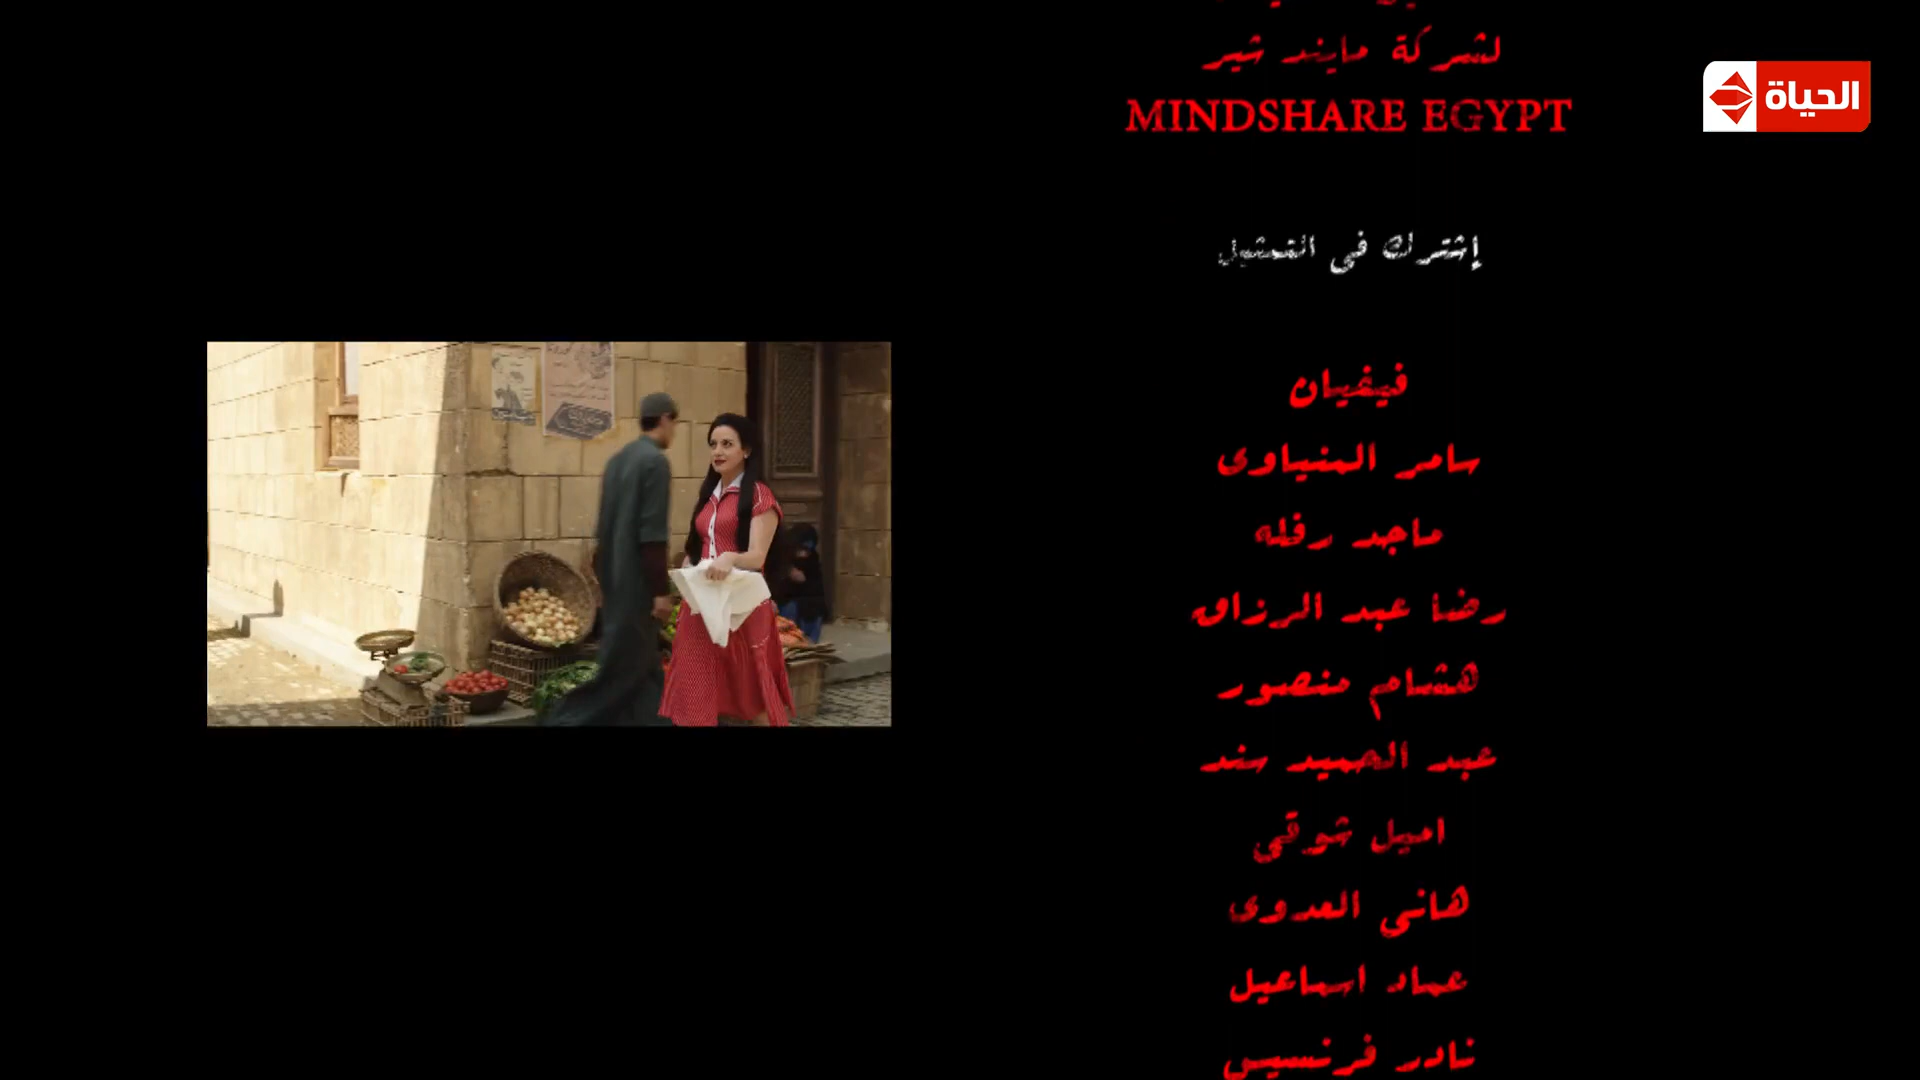 لشركة مايند شير
MINDSHARE EGYPT
الحياة
إشترك فى التمثيل
فيفيان
سامر المنياوى
ماجد رفله
رضا عبد الرزاق
هشام منصور
عبد الحميد سند
اميل شوقي
هاني العدوى
عماد اسماعيل
نادر فرنسيس